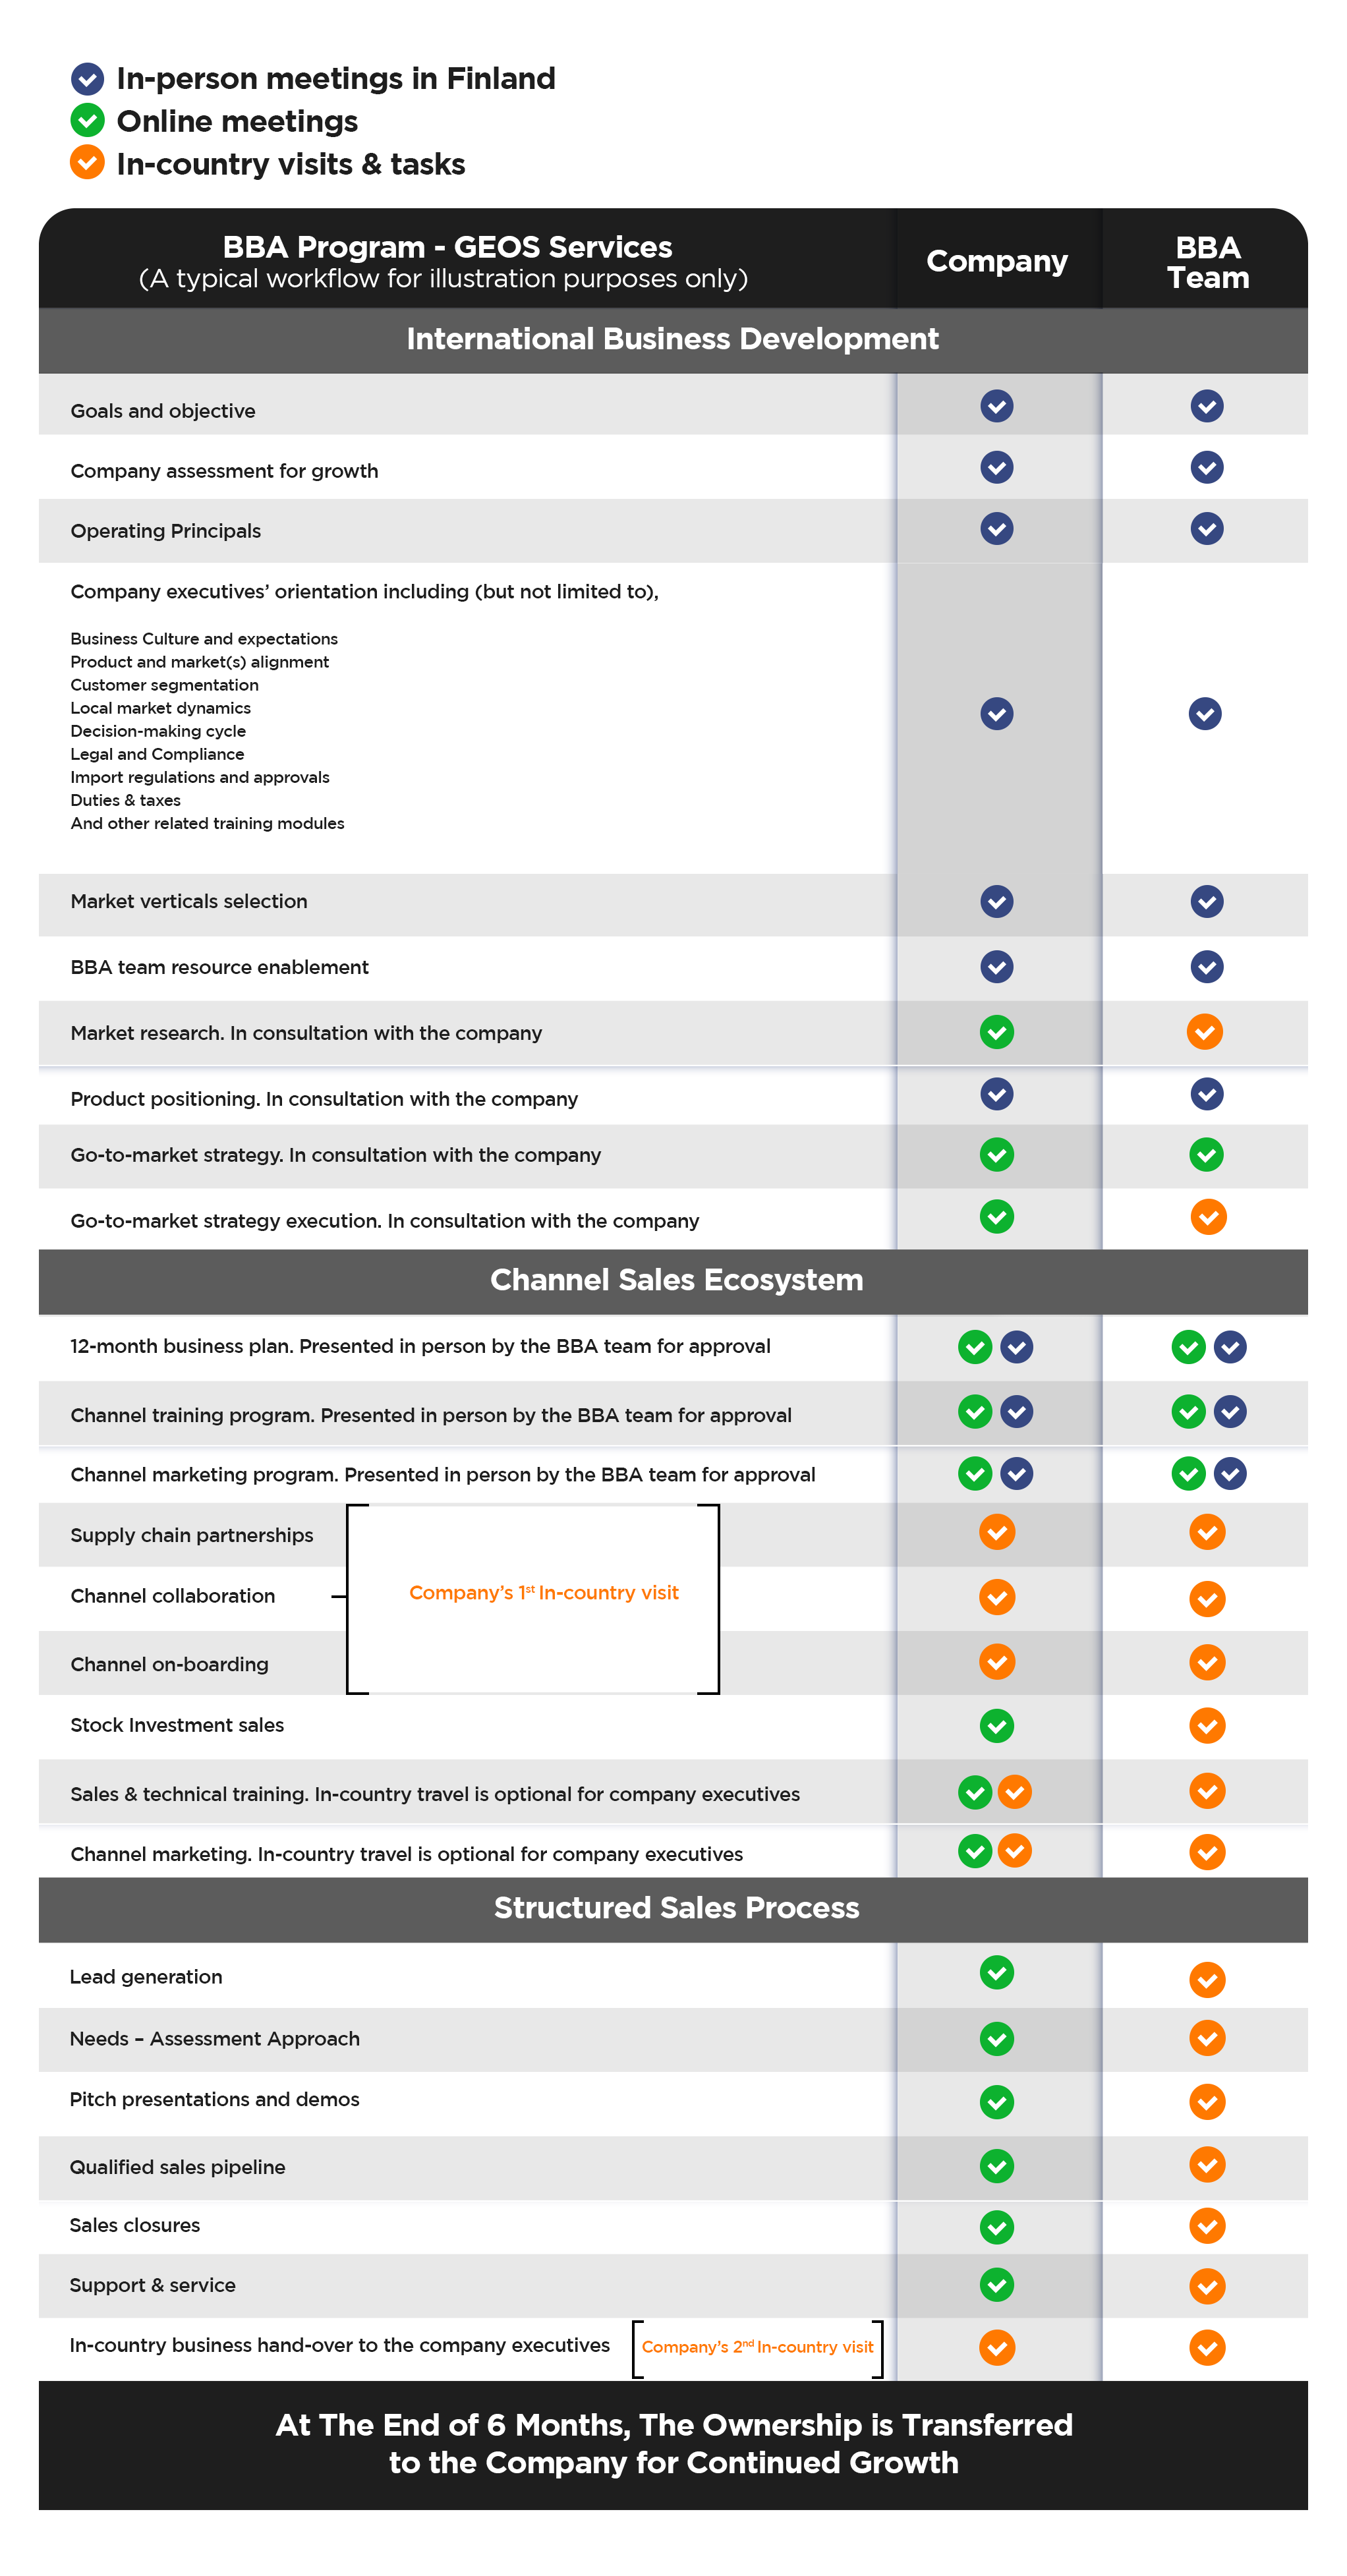 In-person meetings in Finland
Online meetings
In-country visits & tasks
BBA Program - GEOS Services
(A typical workflow for illustration purposes only)
Company
BBA
Team
International Business Development
Goals and objective
Company assessment for growth
Operating Principals
Company executives’ orientation including (but not limited to),
Business Culture and expectations
Product and market(s) alignment
Customer segmentation
Local market dynamics
Decision-making cycle
Legal and Compliance
Import regulations and approvals
Duties & taxes
And other related training modules
Market verticals selection
BBA team resource enablement
Market research. In consultation with the company
Product positioning. In consultation with the company
Go-to-market strategy. In consultation with the company
Go-to-market strategy execution. In consultation with the company
Channel Sales Ecosystem
12-month business plan. Presented in person by the BBA team for approval
Channel training program. Presented in person by the BBA team for approval
Channel marketing program. Presented in person by the BBA team for approval
Supply chain partnerships
Channel collaboration
Company’s 1st In-country visit
Channel on-boarding
Stock Investment sales
Sales & technical training. In-country travel is optional for company executives
Channel marketing. In-country travel is optional for company executives
Structured Sales Process
Lead generation
Needs – Assessment Approach
Pitch presentations and demos
Qualified sales pipeline
Sales closures
Support & service
In-country business hand-over to the company executives
Company’s 2nd In-country visit
At The End of 6 Months, The Ownership is Transferred
to the Company for Continued Growth